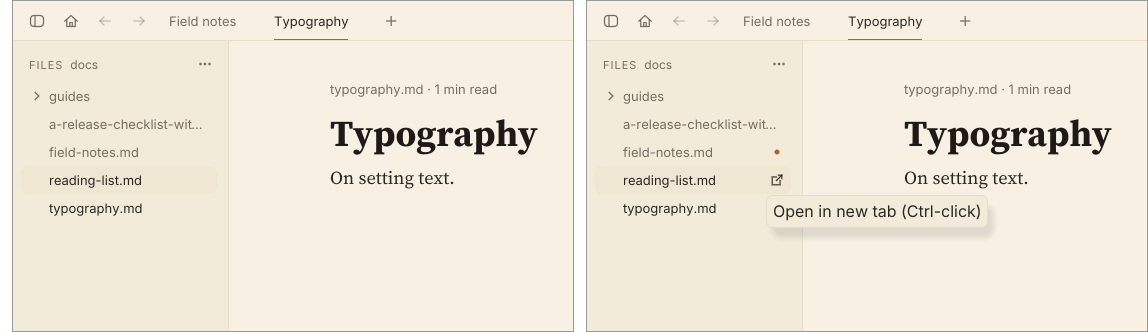 Field notes
Typography
FILES docs
guides
a-release-checklist-wit...
field-notes.md
reading-list.md
typography.md
typography.md · 1 min read
Typography
On setting text.
Field notes
Typography
FILES docs
guides
a-release-checklist-wit...
field-notes.md
reading-list.md
typography.md
typography.md · 1 min read
Typography
On setting text.
Open in new tab (Ctrl-click)